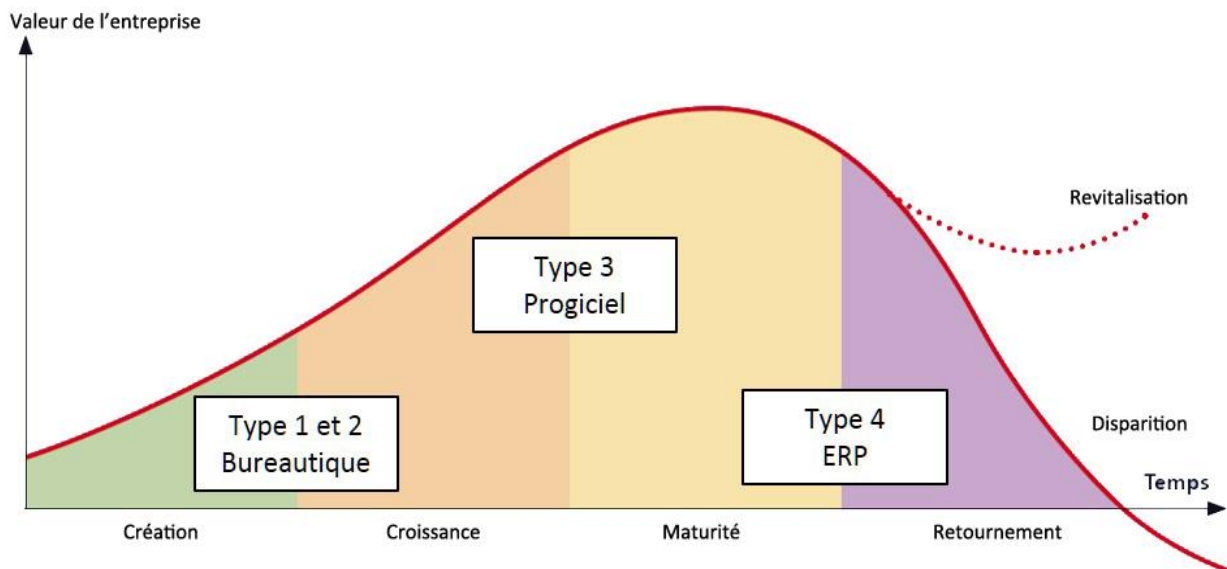 Valeur de l'entreprise
Revitalisation
Type 3
Progiciel
Type 1 et 2
Bureautique
Type 4
ERP
Disparition
Temps
Création
Croissance
Maturité
Retournement